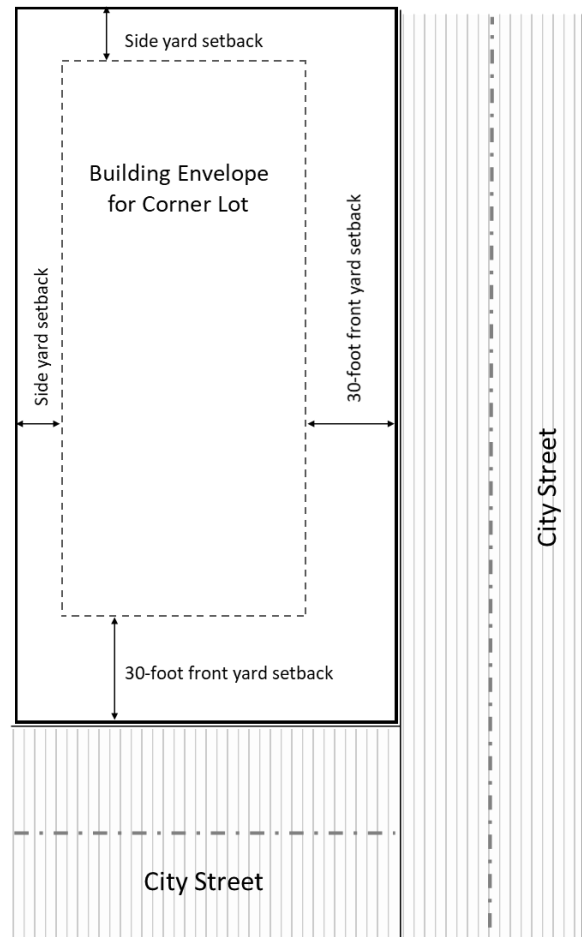 Side yard setback
Building Envelope
for Corner Lot
Side yard setback
30-foot front yard setback
City Street
30-foot front yard setback
City Street